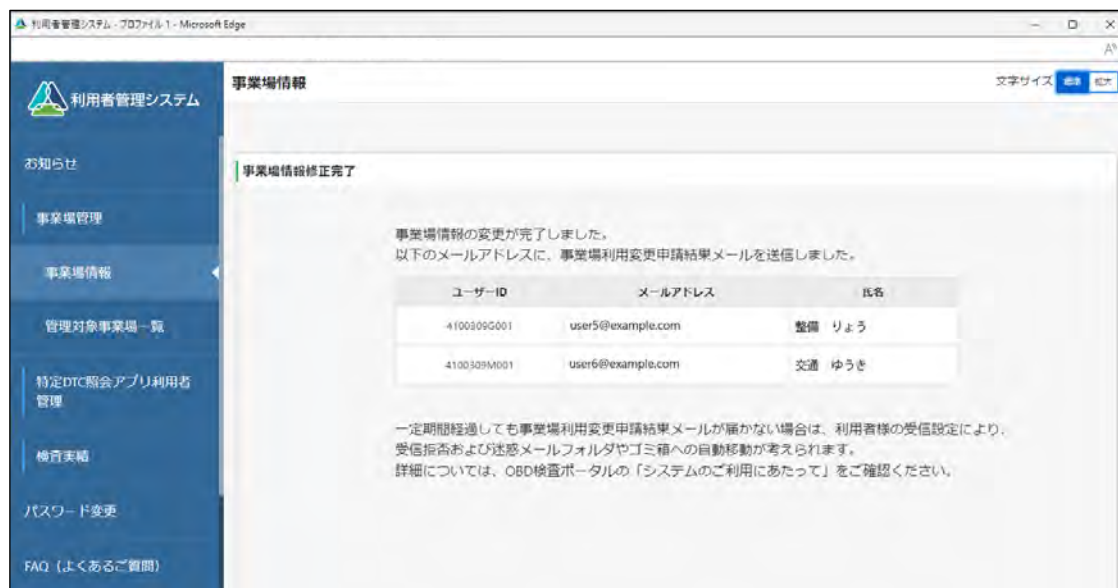 利用者管理システム - プロファイル 1 - Microsoft Edge
利用者管理システム
事業場情報
文字サイズ 標準 拡大
お知らせ
事業場管理
事業場情報
管理対象事業場一覧
特定DTC照会アプリ利用者
管理
検査実績
パスワード変更
FAQ（よくあるご質問）
事業場情報修正完了
事業場情報の変更が完了しました。
以下のメールアドレスに、事業場利用変更申請結果メールを送信しました。
ユーザーID メールアドレス 氏名
4100309G001 user5@example.com 整備 りょう
4100309M001 user6@example.com 交通 ゆうき
一定期間経過しても事業場利用変更申請結果メールが届かない場合は、利用者様の受信設定により、
受信拒否および迷惑メールフォルダやゴミ箱への自動移動が考えられます。
詳細については、OBD検査ポータルの「システムのご利用にあたって」をご確認ください。